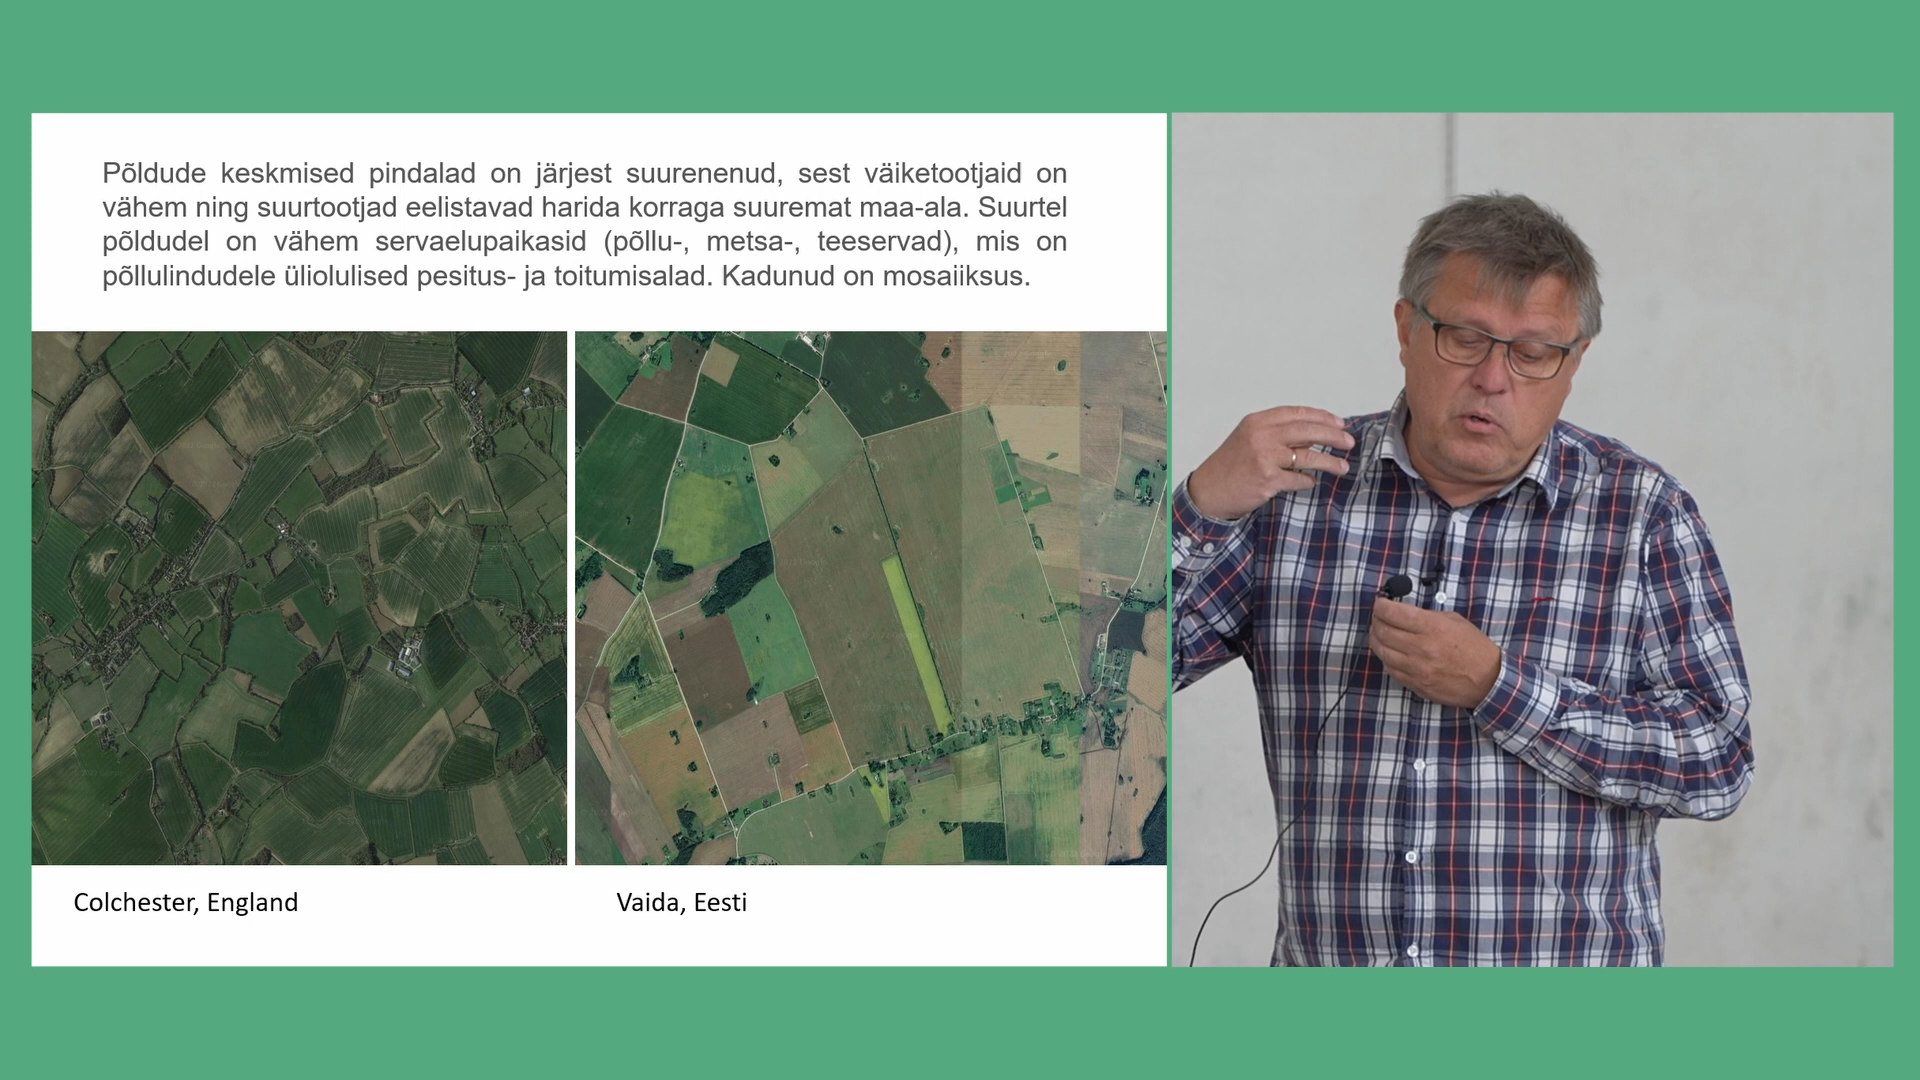 Põldude keskmised pindalad on järjest suurenenud, sest väiketootjaid on
vähem ning suurtootjad eelistavad harida korraga suuremat maa-ala. Suurtel
põldudel on vähem servaelupaikasid (põllu-, metsa-, teeservad), mis on
põllulindudele üliolulised pesitus- ja toitumisalad. Kadunud on mosaiiksus.
Colchester, England
Vaida, Eesti